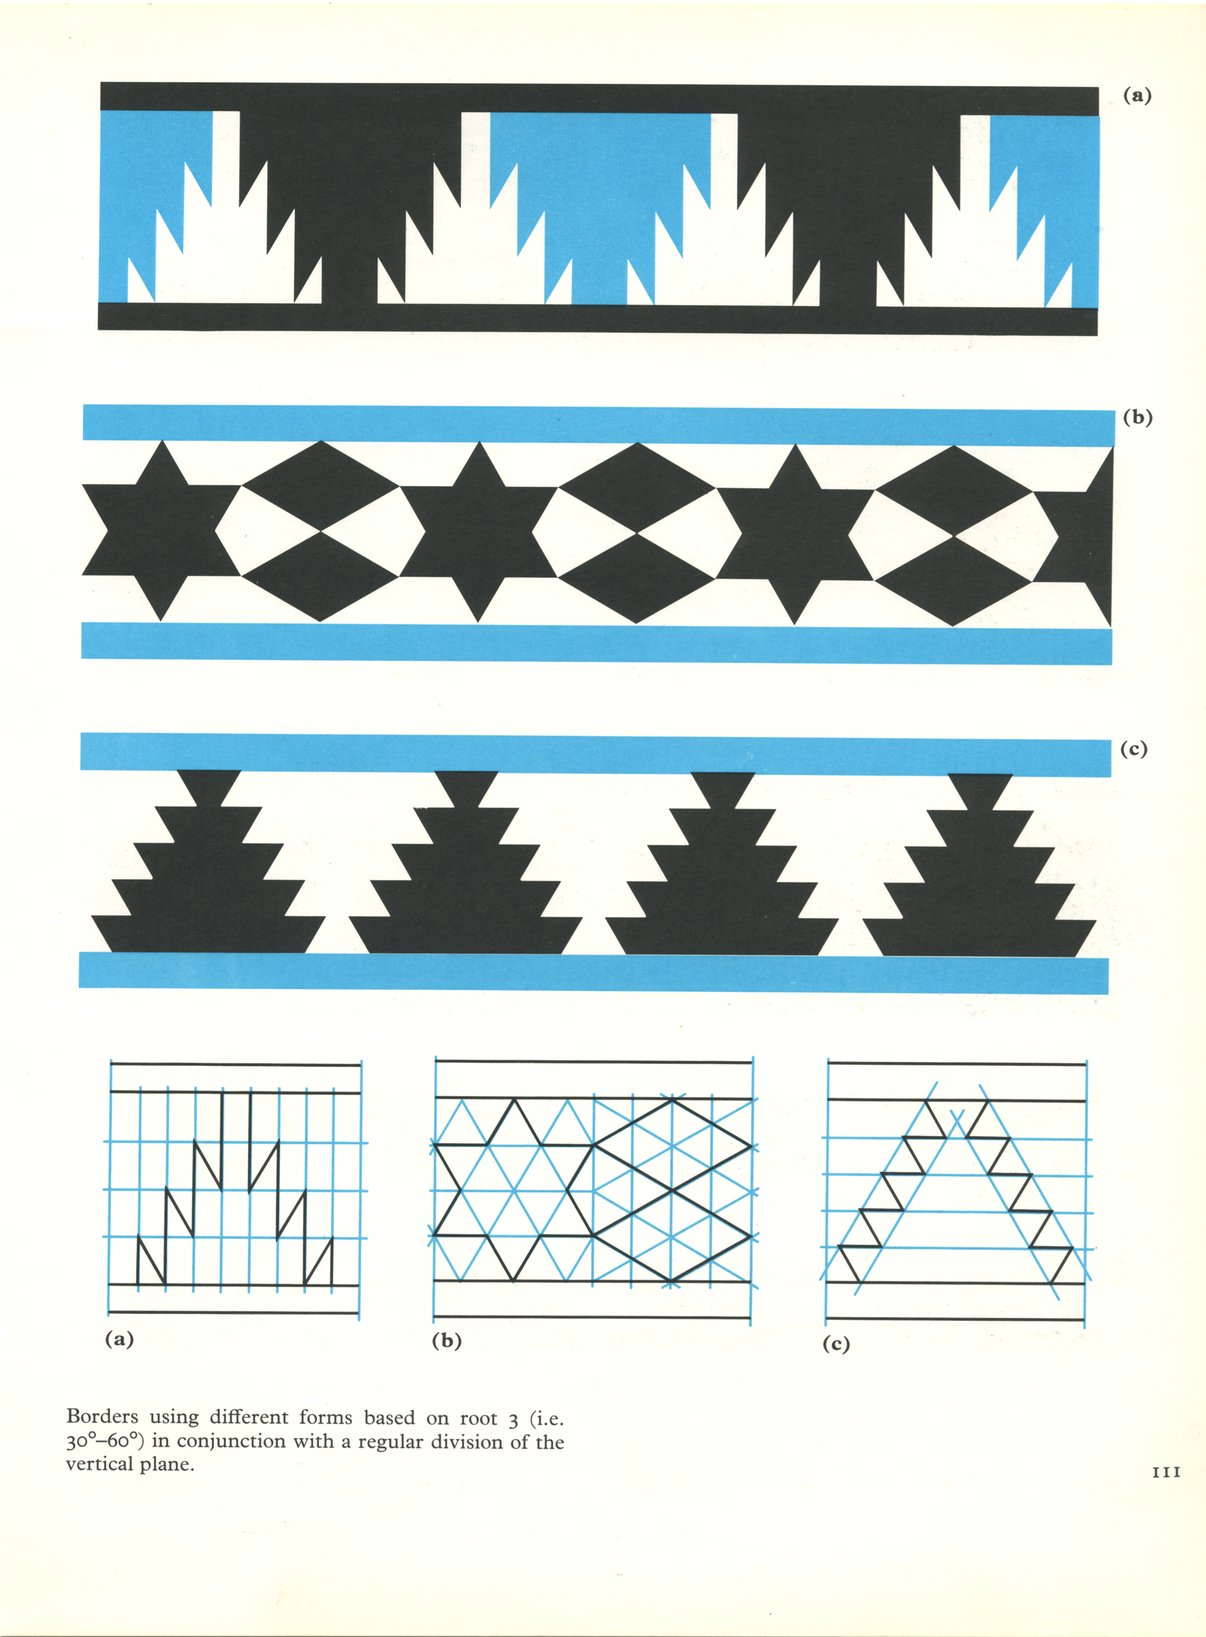 (a)
(b)
(c)
(a)
(b)
(c)
Borders using different forms based on root 3 (i.e.
30°–60°) in conjunction with a regular division of the
vertical plane.
111